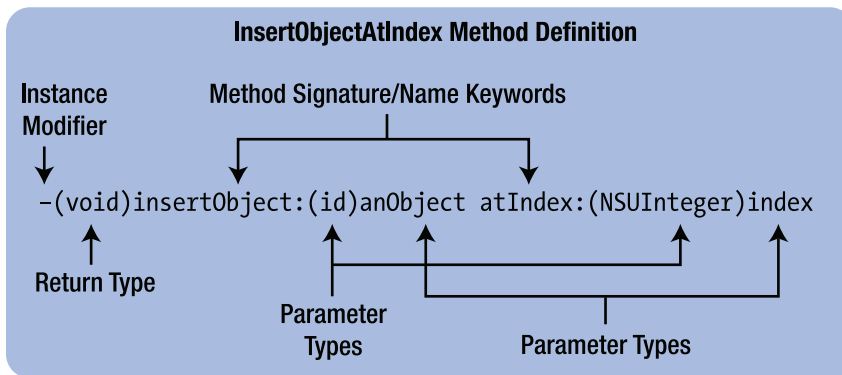 InsertObjectAtIndex Method Definition
Instance
Modifier
Method Signature/Name Keywords
-(void)insertObject:(id)anObject atIndex:(NSUInteger)index
Return Type
Parameter
Types
Parameter Types